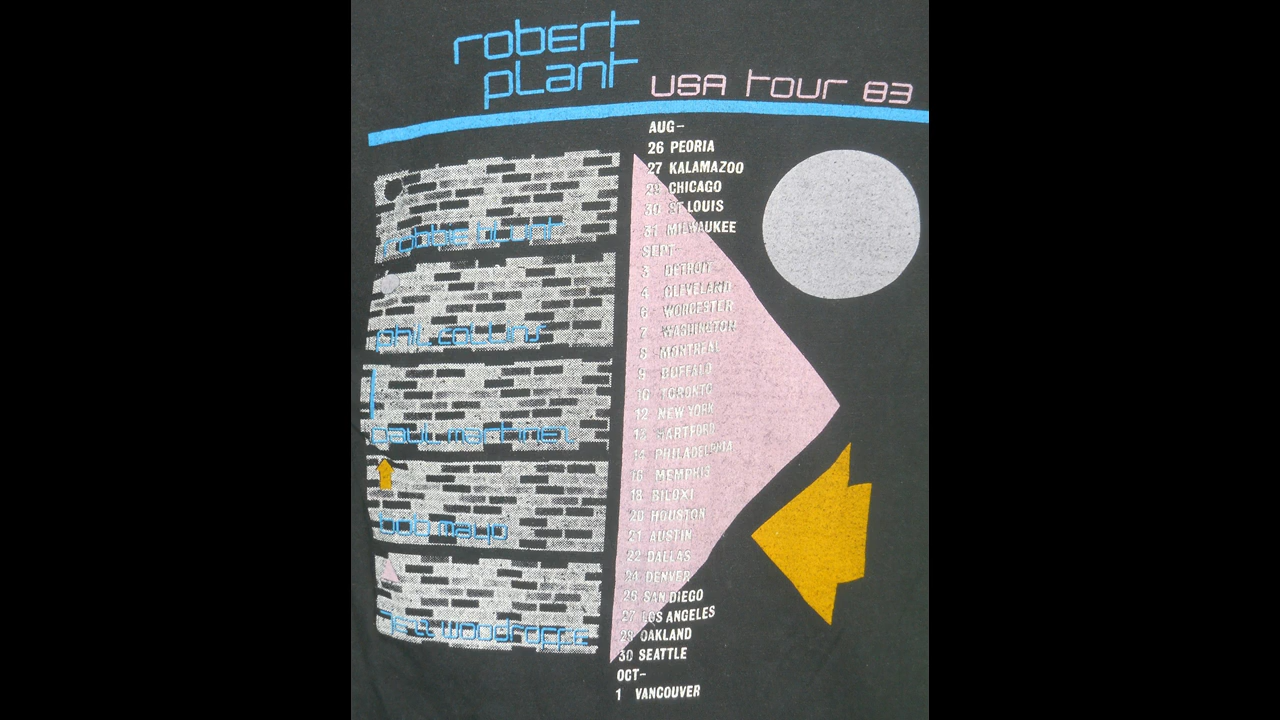 robert
plant
USA tour 83
AUG-
26 PEORIA
27 KALAMAZOO
28 CHICAGO
30 ST LOUIS
31 MILWAUKEE
SEPT-
3 DETROIT
4 CLEVELAND
6 WORCESTER
7 WASHINGTON
8 MONTREAL
9 BUFFALO
10 TORONTO
12 NEW YORK
13 HARTFORD
14 PHILADELPHIA
16 MEMPHIS
18 BILOXI
20 HOUSTON
21 AUSTIN
22 DALLAS
24 DENVER
25 SAN DIEGO
27 LOS ANGELES
29 OAKLAND
30 SEATTLE
OCT-
1 VANCOUVER
robbie blunt
phil collins
paul martinez
bob mayo
jezz woodroffe